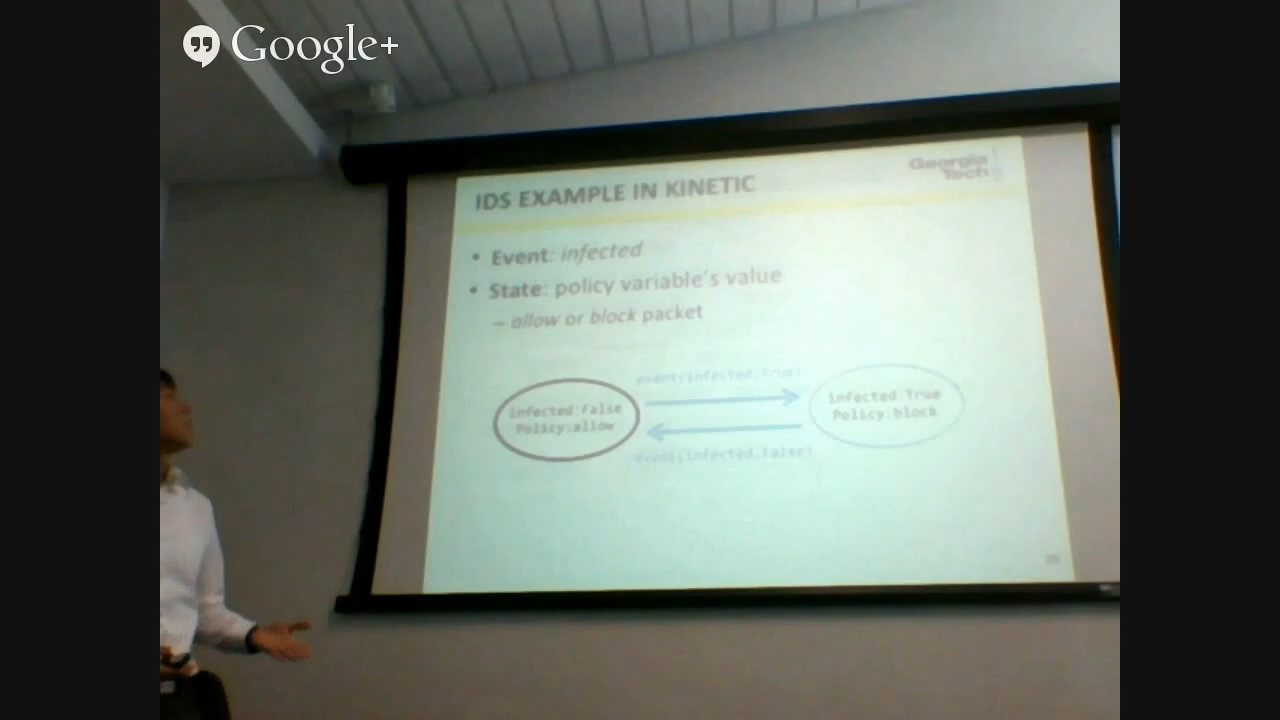 Google+
Georgia
Tech
IDS EXAMPLE IN KINETIC
• Event: infected
• State: policy variable's value
– allow or block packet
event(infected,True)
infected:False
Policy:allow
infected:True
Policy:block
event(infected,False)